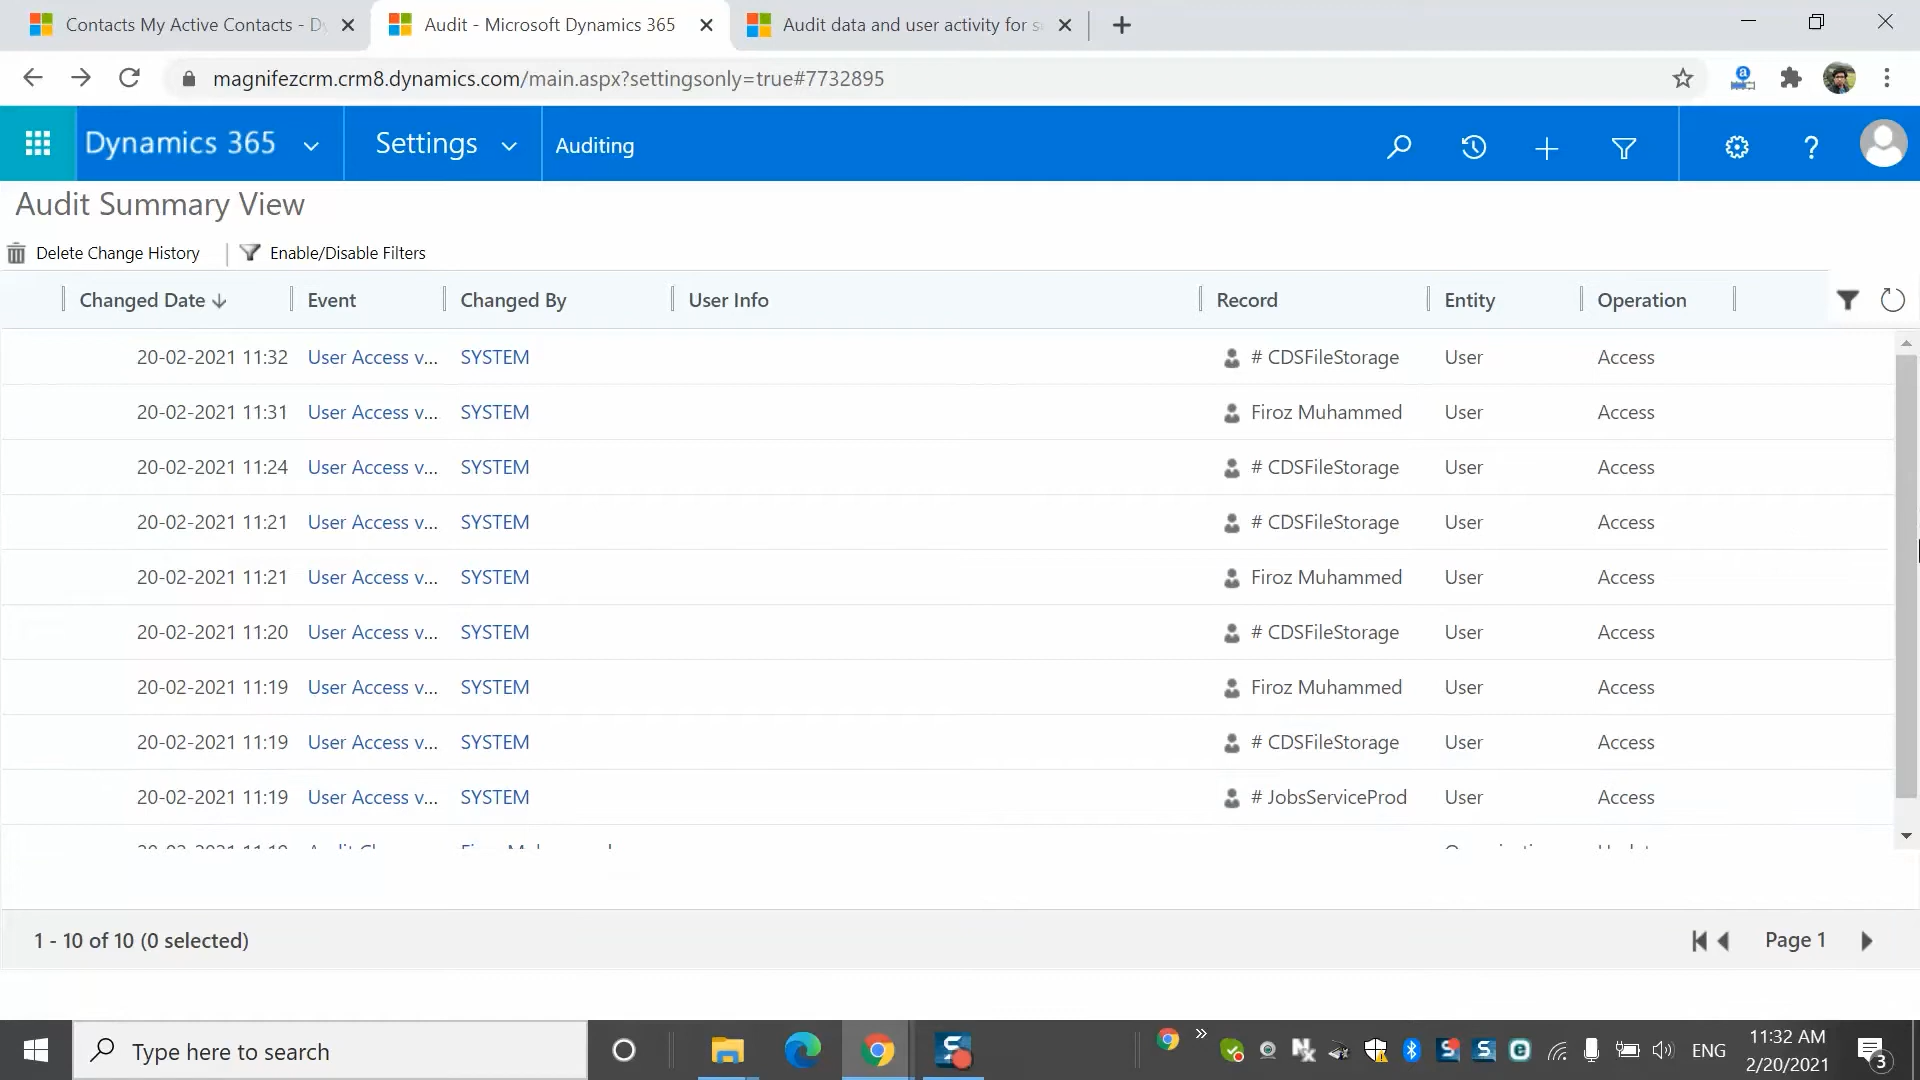 Contacts My Active Contacts - Dy
Audit - Microsoft Dynamics 365
Audit data and user activity for s
magnifezcrm.crm8.dynamics.com/main.aspx?settingsonly=true#7732895
Dynamics 365
Settings
Auditing
Audit Summary View
Delete Change History
Enable/Disable Filters
Changed Date Event Changed By User Info Record Entity Operation
20-02-2021 11:32 User Access v... SYSTEM # CDSFileStorage User Access
20-02-2021 11:31 User Access v... SYSTEM Firoz Muhammed User Access
20-02-2021 11:24 User Access v... SYSTEM # CDSFileStorage User Access
20-02-2021 11:21 User Access v... SYSTEM # CDSFileStorage User Access
20-02-2021 11:21 User Access v... SYSTEM Firoz Muhammed User Access
20-02-2021 11:20 User Access v... SYSTEM # CDSFileStorage User Access
20-02-2021 11:19 User Access v... SYSTEM Firoz Muhammed User Access
20-02-2021 11:19 User Access v... SYSTEM # CDSFileStorage User Access
20-02-2021 11:19 User Access v... SYSTEM # JobsServiceProd User Access
1 - 10 of 10 (0 selected)
Page 1
Type here to search
ENG
11:32 AM
2/20/2021
3